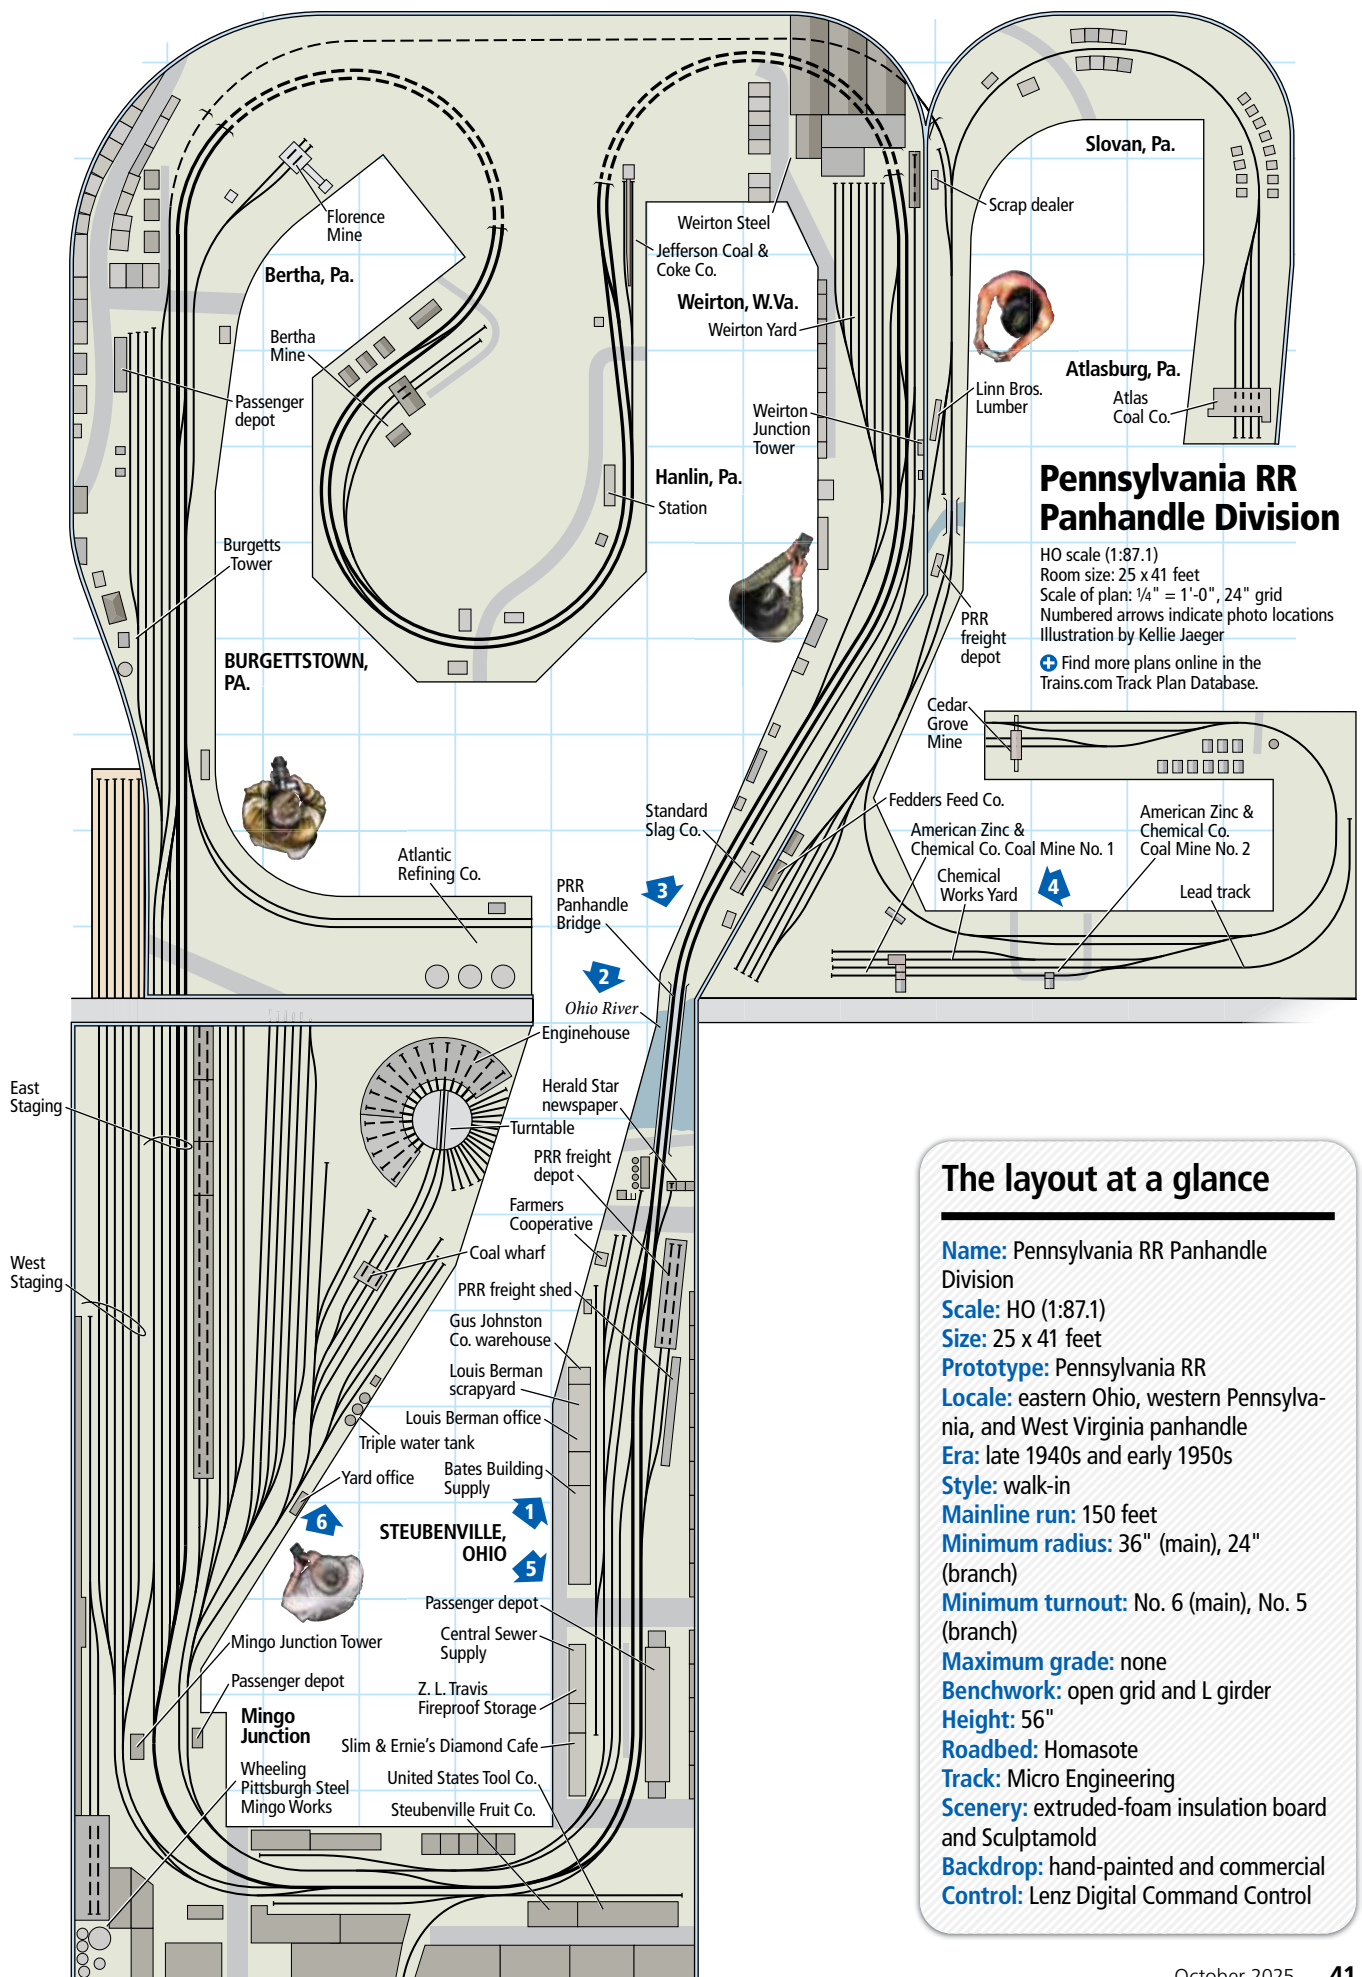 Slovan, Pa.
Scrap dealer
Florence
Mine
Weirton Steel
Jefferson Coal &
Coke Co.
Bertha, Pa.
Weirton, W.Va.
Weirton Yard
Bertha
Mine
Passenger
depot
Atlasburg, Pa.
Atlas
Coal Co.
Linn Bros.
Lumber
Weirton
Junction
Tower
Hanlin, Pa.
Station
Pennsylvania RR
Panhandle Division
HO scale (1:87.1)
Room size: 25 x 41 feet
Scale of plan: 1/4" = 1'-0", 24" grid
Numbered arrows indicate photo locations
Illustration by Kellie Jaeger
Find more plans online in the
Trains.com Track Plan Database.
Burgetts
Tower
PRR
freight
depot
BURGETTSTOWN,
PA.
Cedar
Grove
Mine
Standard
Slag Co.
Fedders Feed Co.
American Zinc &
Chemical Co. Coal Mine No. 1
American Zinc &
Chemical Co.
Coal Mine No. 2
Chemical
Works Yard
4
Lead track
Atlantic
Refining Co.
PRR
Panhandle
Bridge
3
2
Ohio River
Enginehouse
East
Staging
Herald Star
newspaper
Turntable
PRR freight
depot
Farmers
Cooperative
Coal wharf
West
Staging
PRR freight shed
Gus Johnston
Co. warehouse
Louis Berman
scrapyard
Louis Berman office
Triple water tank
Bates Building
Supply
Yard office
6
1
STEUBENVILLE,
OHIO
5
Passenger depot
Mingo Junction Tower
Central Sewer
Supply
Passenger depot
Z. L. Travis
Fireproof Storage
Mingo
Junction
Slim & Ernie's Diamond Cafe
Wheeling
Pittsburgh Steel
Mingo Works
United States Tool Co.
Steubenville Fruit Co.
The layout at a glance
Name: Pennsylvania RR Panhandle
Division
Scale: HO (1:87.1)
Size: 25 x 41 feet
Prototype: Pennsylvania RR
Locale: eastern Ohio, western Pennsylva-
nia, and West Virginia panhandle
Era: late 1940s and early 1950s
Style: walk-in
Mainline run: 150 feet
Minimum radius: 36" (main), 24"
(branch)
Minimum turnout: No. 6 (main), No. 5
(branch)
Maximum grade: none
Benchwork: open grid and L girder
Height: 56"
Roadbed: Homasote
Track: Micro Engineering
Scenery: extruded-foam insulation board
and Sculptamold
Backdrop: hand-painted and commercial
Control: Lenz Digital Command Control
October 2025 41